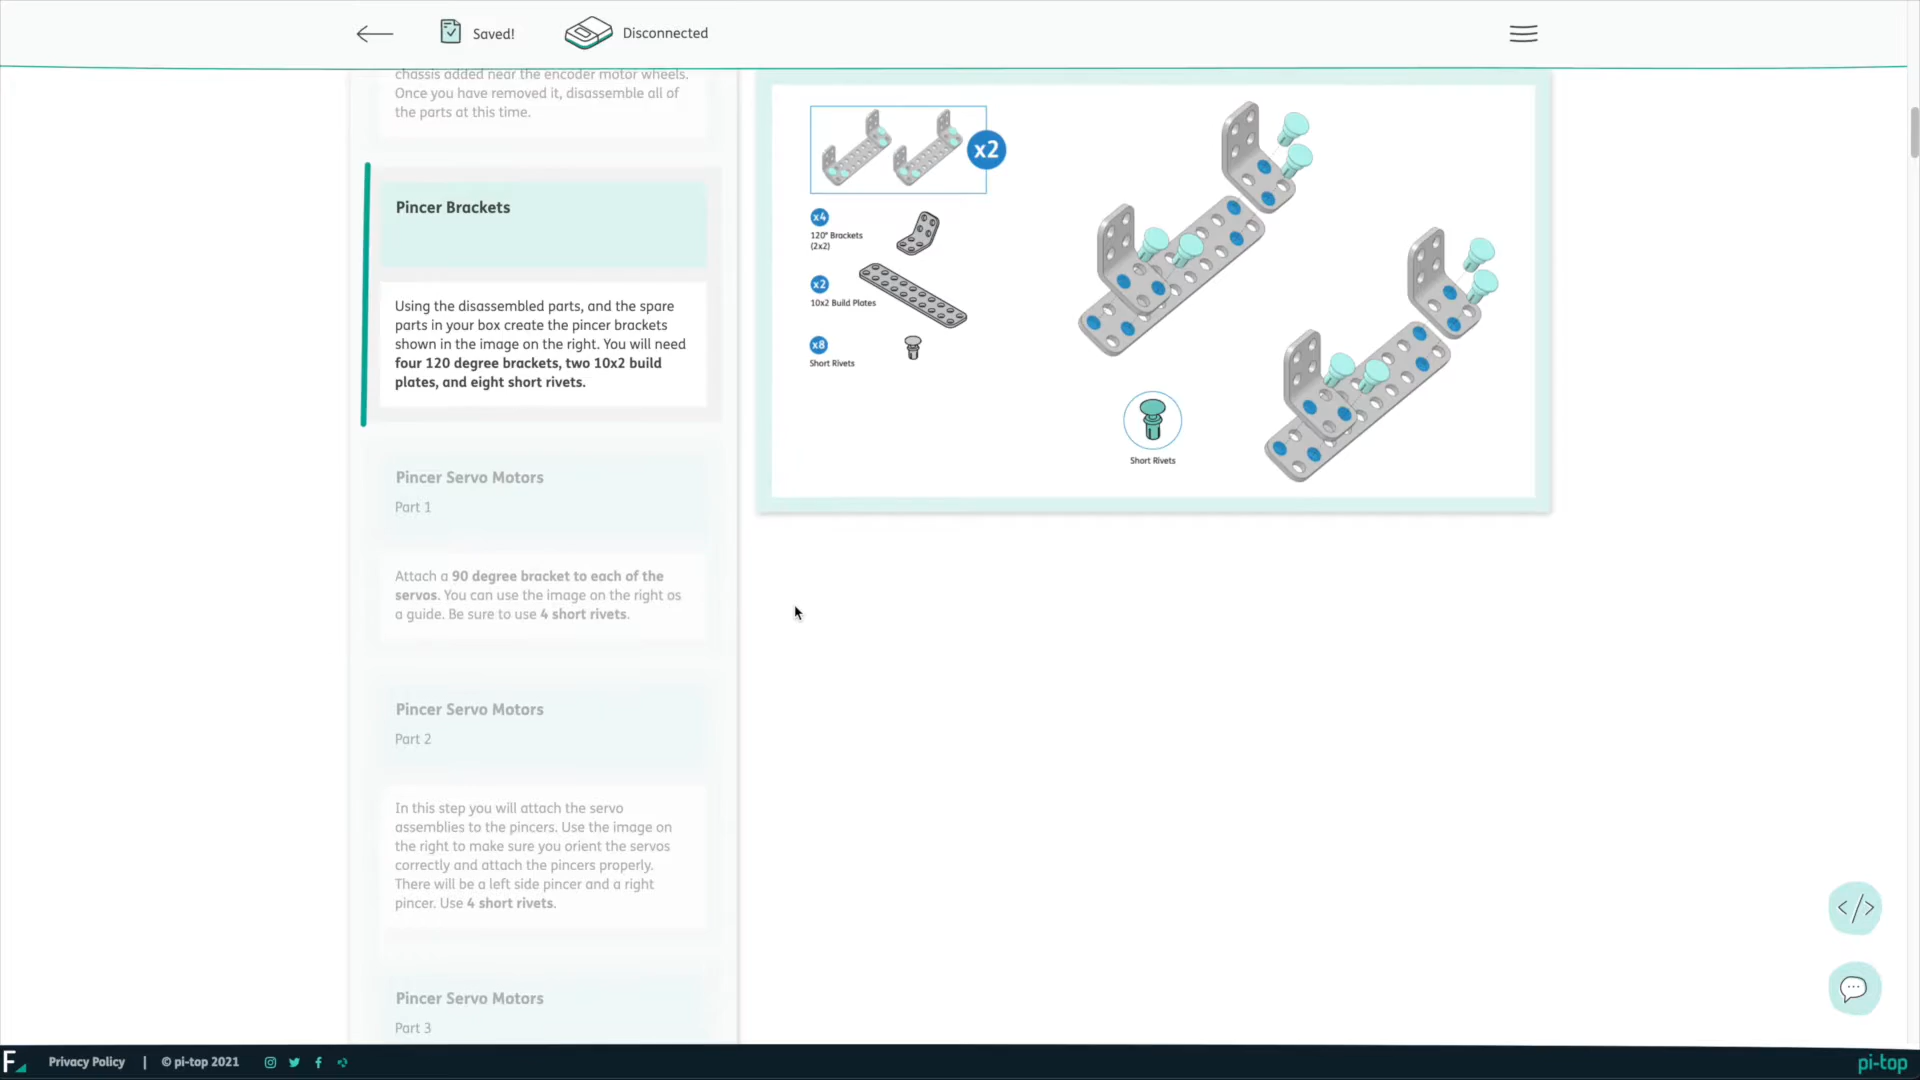 Saved!
Disconnected
chassis added near the encoder motor wheels.
Once you have removed it, disassemble all of
the parts at this time.
Pincer Brackets
Using the disassembled parts, and the spare
parts in your box create the pincer brackets
shown in the image on the right. You will need
four 120 degree brackets, two 10x2 build
plates, and eight short rivets.
Pincer Servo Motors
Part 1
Attach a 90 degree bracket to each of the
servos. You can use the image on the right as
a guide. Be sure to use 4 short rivets.
Pincer Servo Motors
Part 2
In this step you will attach the servo
assemblies to the pincers. Use the image on
the right to make sure you orient the servos
correctly and attach the pincers properly.
There will be a left side pincer and a right
pincer. Use 4 short rivets.
Pincer Servo Motors
Part 3
x2
x4
120° Brackets
(2x2)
x2
10x2 Build Plates
x8
Short Rivets
Short Rivets
</>
F
Privacy Policy | © pi-top 2021
pi-top